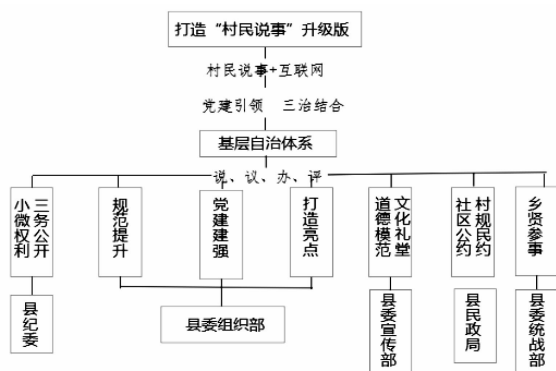 打造“村民说事”升级版
村民说事+互联网
党建引领 三治结合
基层自治体系
说、议、办、评
三务公开
小微权利
规范提升
党建建强
打造亮点
文化礼堂
道德模范
村规民约
社区公约
乡贤参事
县纪委
县委组织部
县委宣传部
县民政局
县委统战部